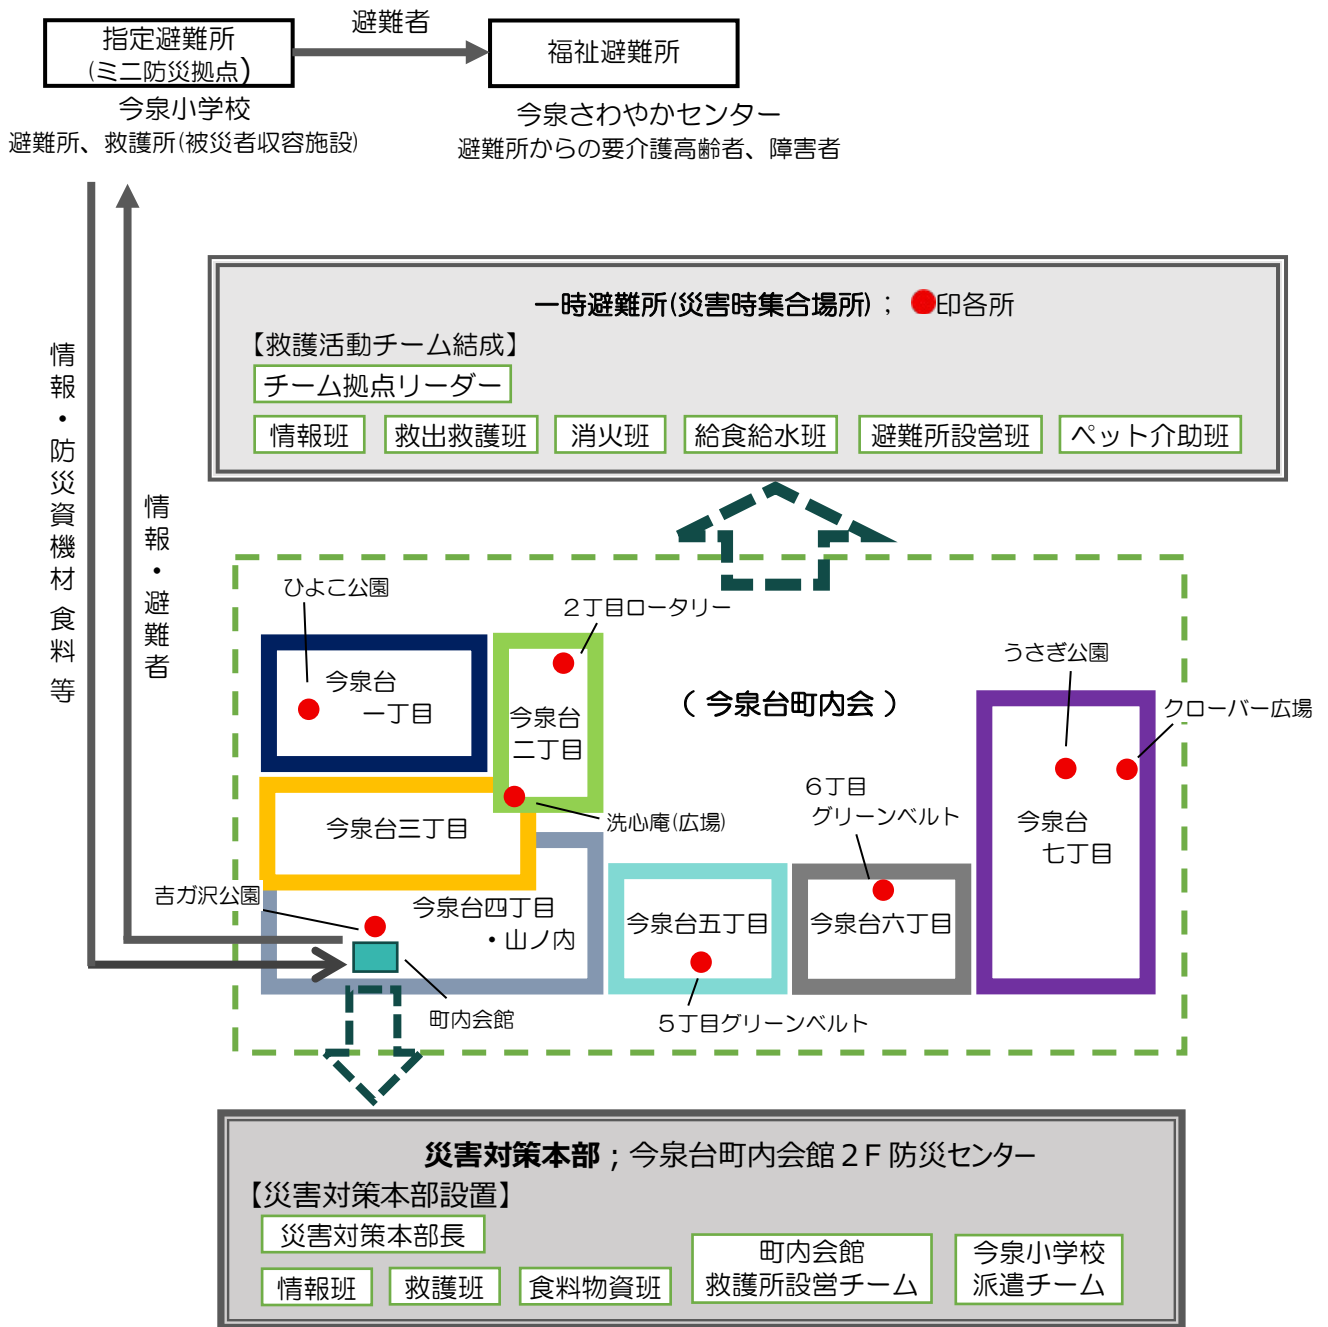 避難者
指定避難所
(ミニ防災拠点)
福祉避難所
今泉小学校
避難所、救護所(被災者収容施設)
今泉さわやかセンター
避難所からの要介護高齢者、障害者
情報・防災資機材 食料 等
情報・避難者
一時避難所(災害時集合場所) ; 印各所
【救護活動チーム結成】
チーム拠点リーダー
情報班
救出救護班
消火班
給食給水班
避難所設営班
ペット介助班
ひよこ公園
2丁目ロータリー
うさぎ公園
クローバー広場
今泉台
一丁目
今泉台
二丁目
( 今泉台町内会 )
6丁目
グリーンベルト
今泉台三丁目
洗心庵(広場)
今泉台
七丁目
吉ガ沢公園
今泉台四丁目
・山ノ内
今泉台五丁目
今泉台六丁目
町内会館
5丁目グリーンベルト
災害対策本部 ; 今泉台町内会館2F防災センター
【災害対策本部設置】
災害対策本部長
情報班
救護班
食料物資班
町内会館
救護所設営チーム
今泉小学校
派遣チーム